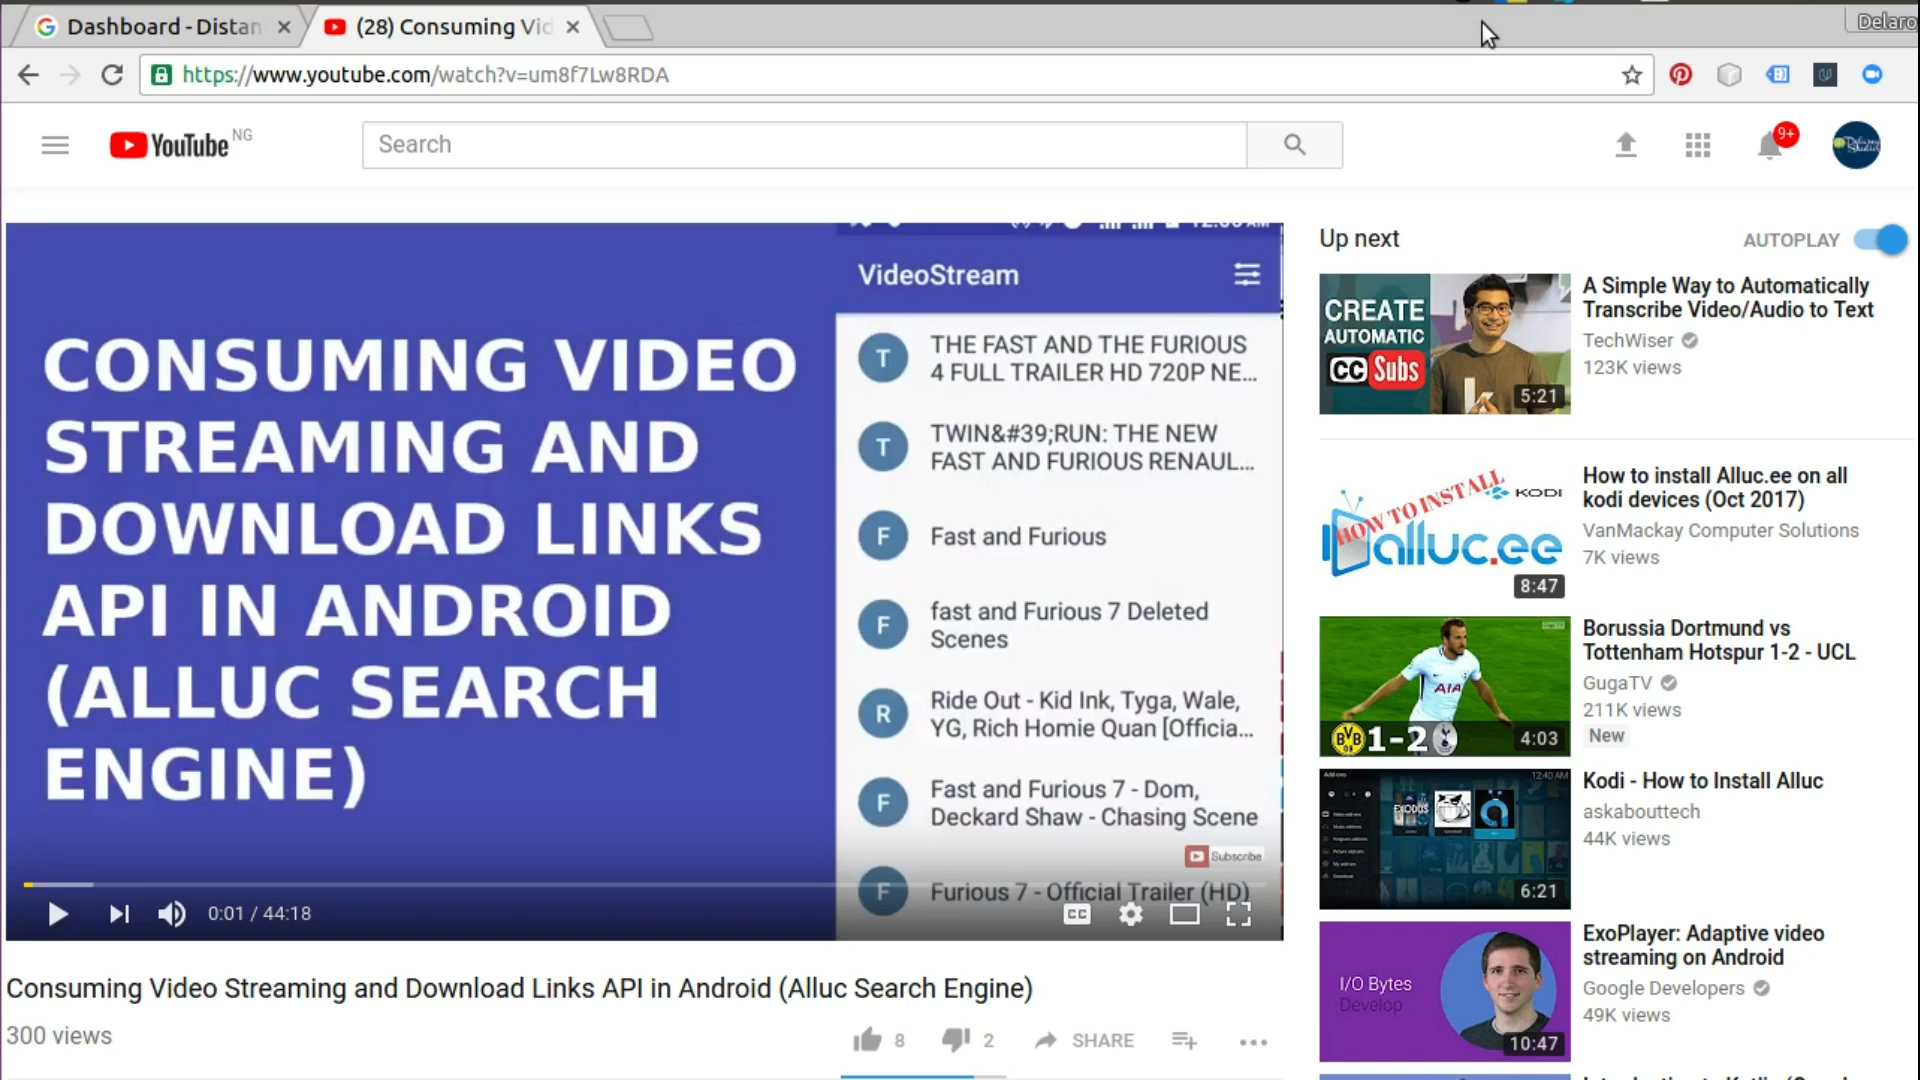 Dashboard - Distan
(28) Consuming Vid
Delaro
https://www.youtube.com/watch?v=um8f7Lw8RDA
YouTube NG
Search
9+
CONSUMING VIDEO
STREAMING AND
DOWNLOAD LINKS
API IN ANDROID
(ALLUC SEARCH
ENGINE)
VideoStream
T
THE FAST AND THE FURIOUS
4 FULL TRAILER HD 720P NE...
T
TWIN&#39;RUN: THE NEW
FAST AND FURIOUS RENAUL...
F
Fast and Furious
F
fast and Furious 7 Deleted
Scenes
R
Ride Out - Kid Ink, Tyga, Wale,
YG, Rich Homie Quan [Officia...
F
Fast and Furious 7 - Dom,
Deckard Shaw - Chasing Scene
Subscribe
F
Furious 7 - Official Trailer (HD)
0:01 / 44:18
CC
Consuming Video Streaming and Download Links API in Android (Alluc Search Engine)
300 views
8
2
SHARE
Up next
AUTOPLAY
CREATE
AUTOMATIC
CC Subs
5:21
A Simple Way to Automatically
Transcribe Video/Audio to Text
TechWiser
123K views
HOW TO INSTALL
KODI
alluc.ee
8:47
How to install Alluc.ee on all
kodi devices (Oct 2017)
VanMackay Computer Solutions
7K views
AIA
BVB
09
1-2
4:03
Borussia Dortmund vs
Tottenham Hotspur 1-2 - UCL
GugaTV
211K views
New
12:40 AM
EXODUS
6:21
Kodi - How to Install Alluc
askabouttech
44K views
I/O Bytes
Develop
10:47
ExoPlayer: Adaptive video
streaming on Android
Google Developers
49K views